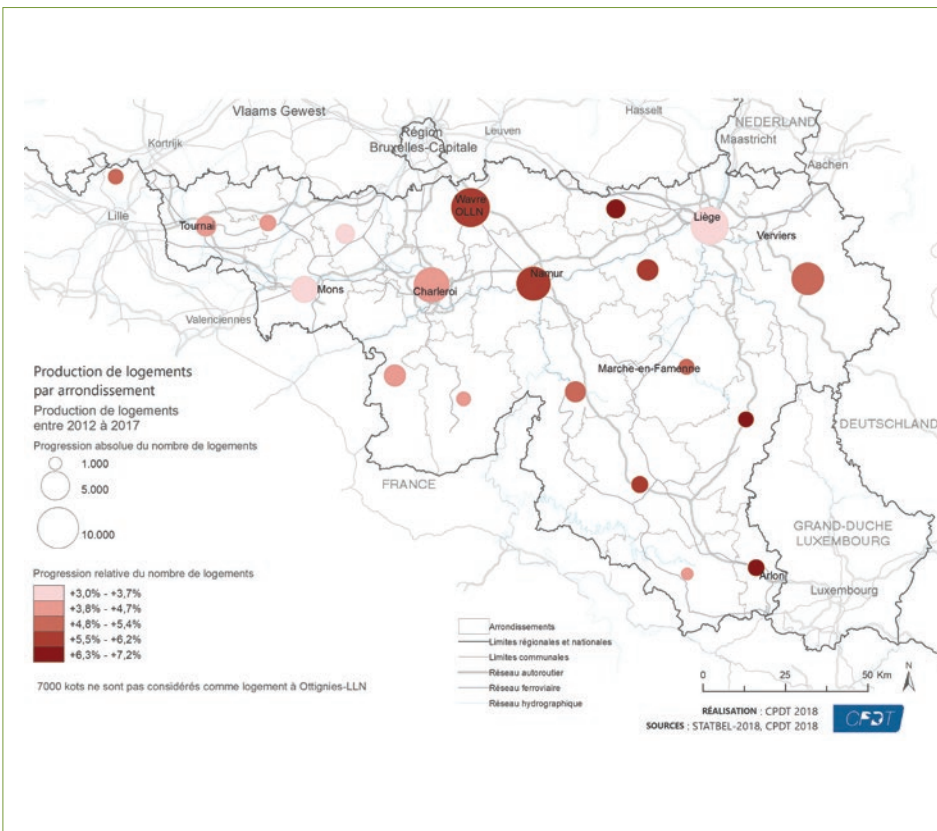 Vlaams Gewest
Hasselt
NEDERLAND
Maastricht
Kortrijk
Région
Bruxelles-Capitale
Leuven
Aachen
Lille
Tournai
Wavre
OLLN
Liège
Verviers
Mons
Charleroi
Namur
Valenciennes
Marche-en-Famenne
DEUTSCHLAND
FRANCE
GRAND-DUCHE
LUXEMBOURG
Arlon
Luxembourg
Production de logements
par arrondissement
Production de logements
entre 2012 à 2017
Progression absolue du nombre de logements
1.000
5.000
10.000
Progression relative du nombre de logements
+3,0% - +3,7%
+3,8% - +4,7%
+4,8% - +5,4%
+5,5% - +6,2%
+6,3% - +7,2%
7000 kots ne sont pas considérés comme logement à Ottignies-LLN
Arrondissements
Limites régionales et nationales
Limites communales
Réseau autoroutier
Réseau ferroviaire
Réseau hydrographique
0 25 50 Km
N
RÉALISATION : CPDT 2018
SOURCES : STATBEL-2018, CPDT 2018
CPDT